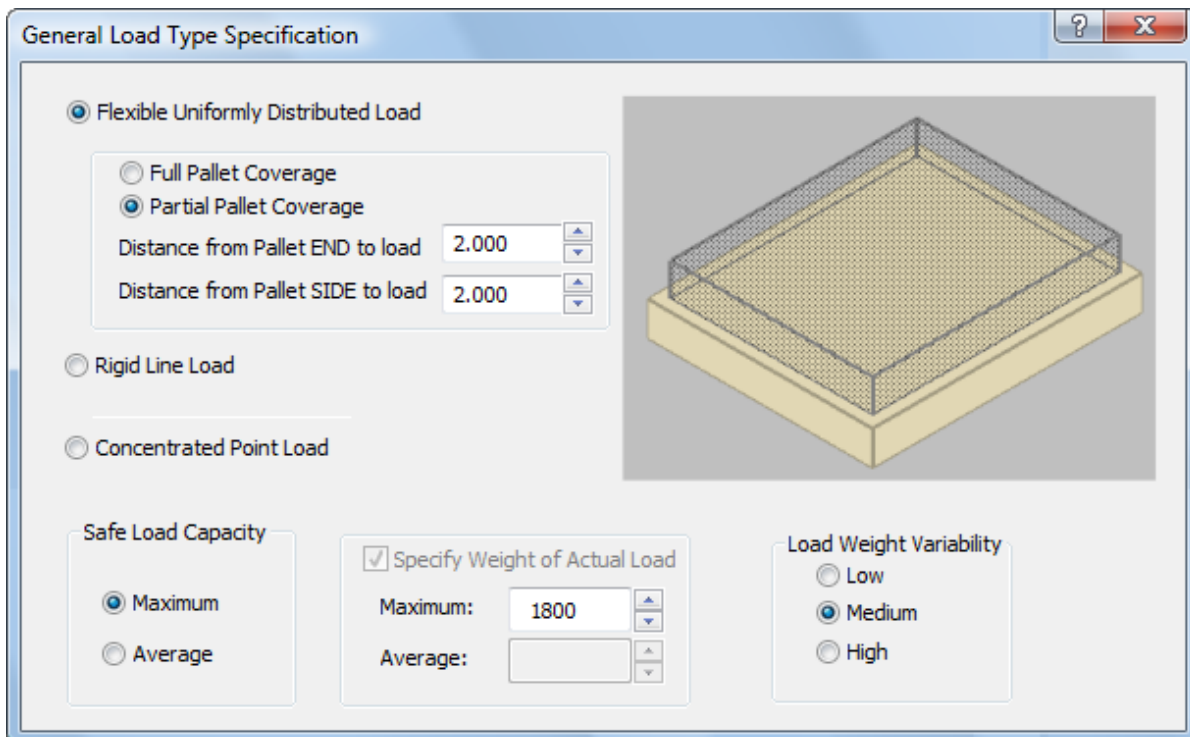 General Load Type Specification
?
X
Flexible Uniformly Distributed Load
Full Pallet Coverage
Partial Pallet Coverage
Distance from Pallet END to load 2.000
Distance from Pallet SIDE to load 2.000
Rigid Line Load
Concentrated Point Load
Safe Load Capacity
Maximum
Average
Specify Weight of Actual Load
Maximum: 1800
Average:
Load Weight Variability
Low
Medium
High